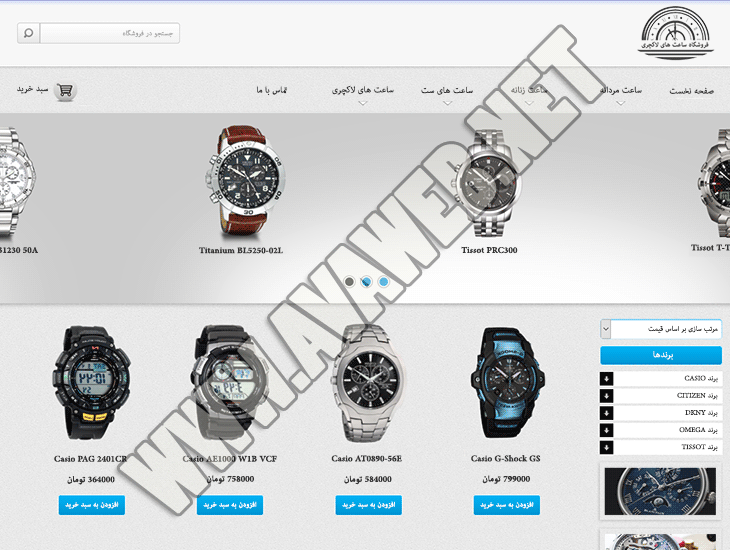 فروشگاه ساعت های لاکچری
جستجو در فروشگاه
صفحه نخست
ساعت مردانه
ساعت زنانه
ساعت های ست
ساعت های لاکچری
تماس با ما
سبد خرید
1230 50A
Titanium BL5250-02L
Tissot PRC300
Tissot T-T
مرتب سازی بر اساس قیمت
برندها
برند CASIO
برند CITIZEN
برند DKNY
برند OMEGA
برند TISSOT
Casio G-Shock GS
799000 تومان
افزودن به سبد خرید
Casio AT0890-56E
584000 تومان
افزودن به سبد خرید
Casio AE1000 W1B VCF
758000 تومان
افزودن به سبد خرید
Casio PAG 2401CR
364000 تومان
افزودن به سبد خرید
WWW.AVAWEB.NET